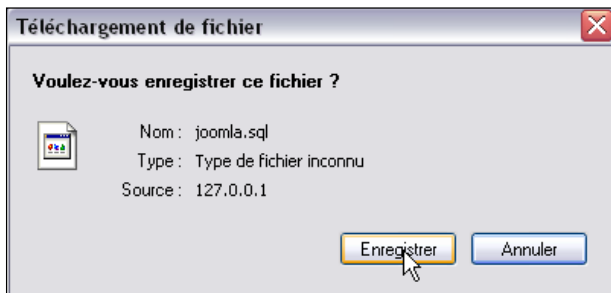 Téléchargement de fichier
Voulez-vous enregistrer ce fichier ?
Nom : joomla.sql
Type : Type de fichier inconnu
Source : 127.0.0.1
Enregistrer Annuler